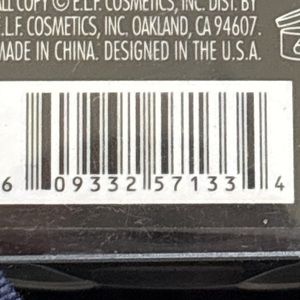 ALL COPY © E.L.F. COSMETICS, INC. DIST. BY
E.L.F. COSMETICS, INC. OAKLAND, CA 94607.
MADE IN CHINA. DESIGNED IN THE U.S.A.
6 09332 57133 4